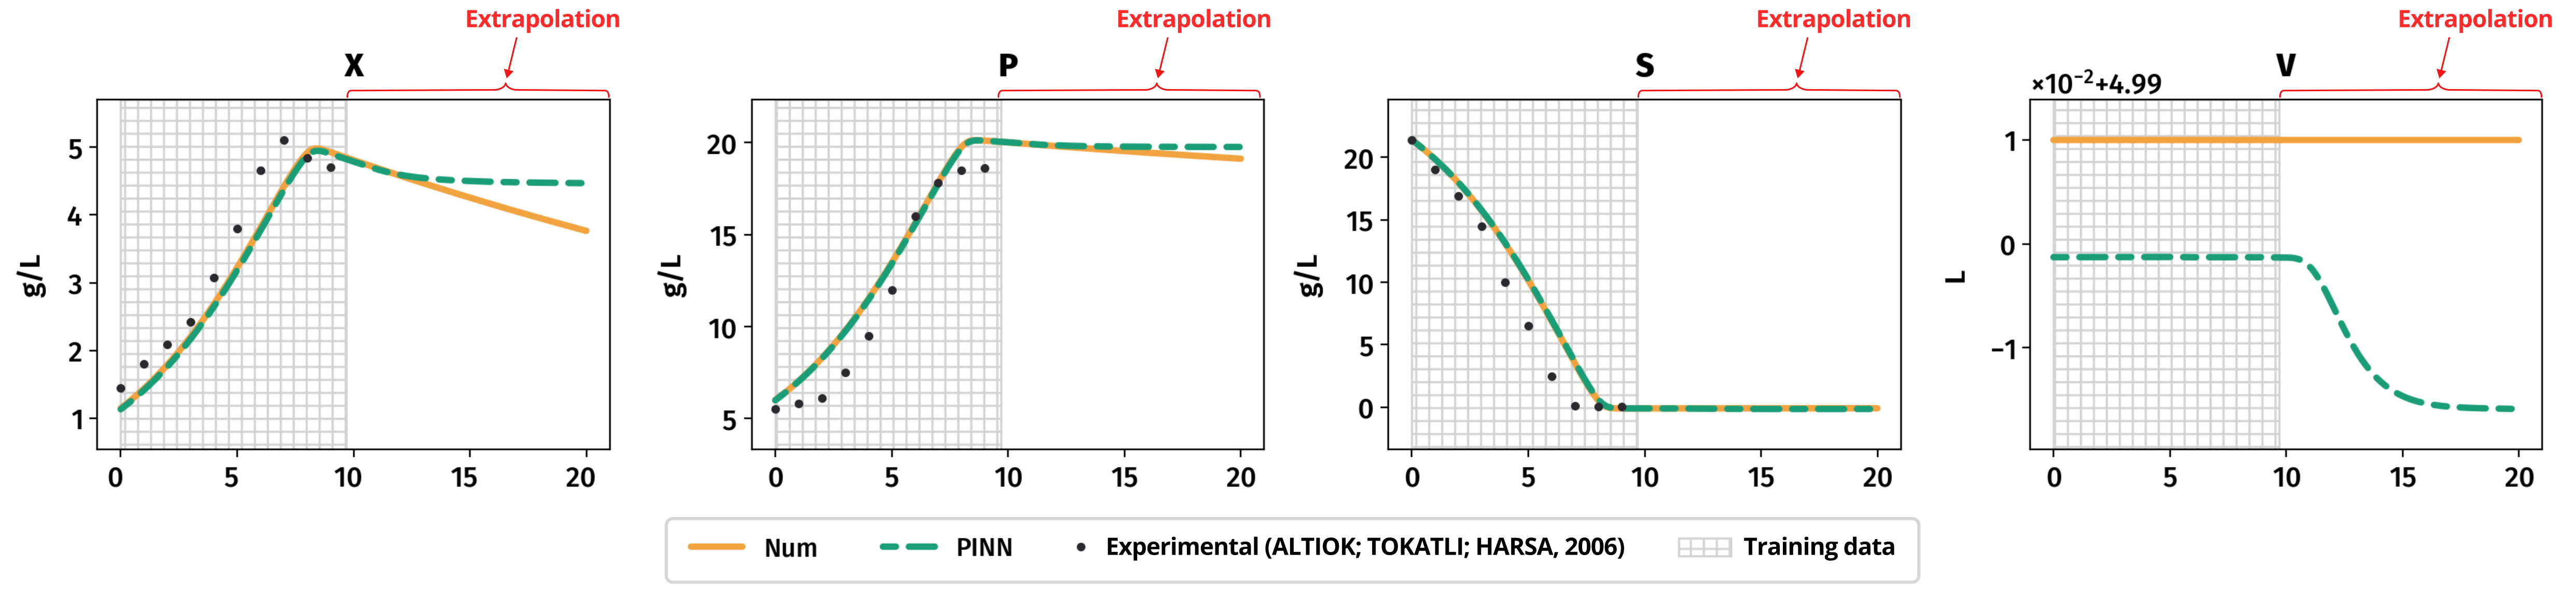 Extrapolation
Extrapolation
Extrapolation
Extrapolation
X
P
S
V
×10⁻²+4.99
g/L
5
4
3
2
1
0 5 10 15 20
g/L
20
15
10
5
0 5 10 15 20
g/L
20
15
10
5
0
0 5 10 15 20
L
1
0
−1
0 5 10 15 20
Num PINN Experimental (ALTIOK; TOKATLI; HARSA, 2006) Training data